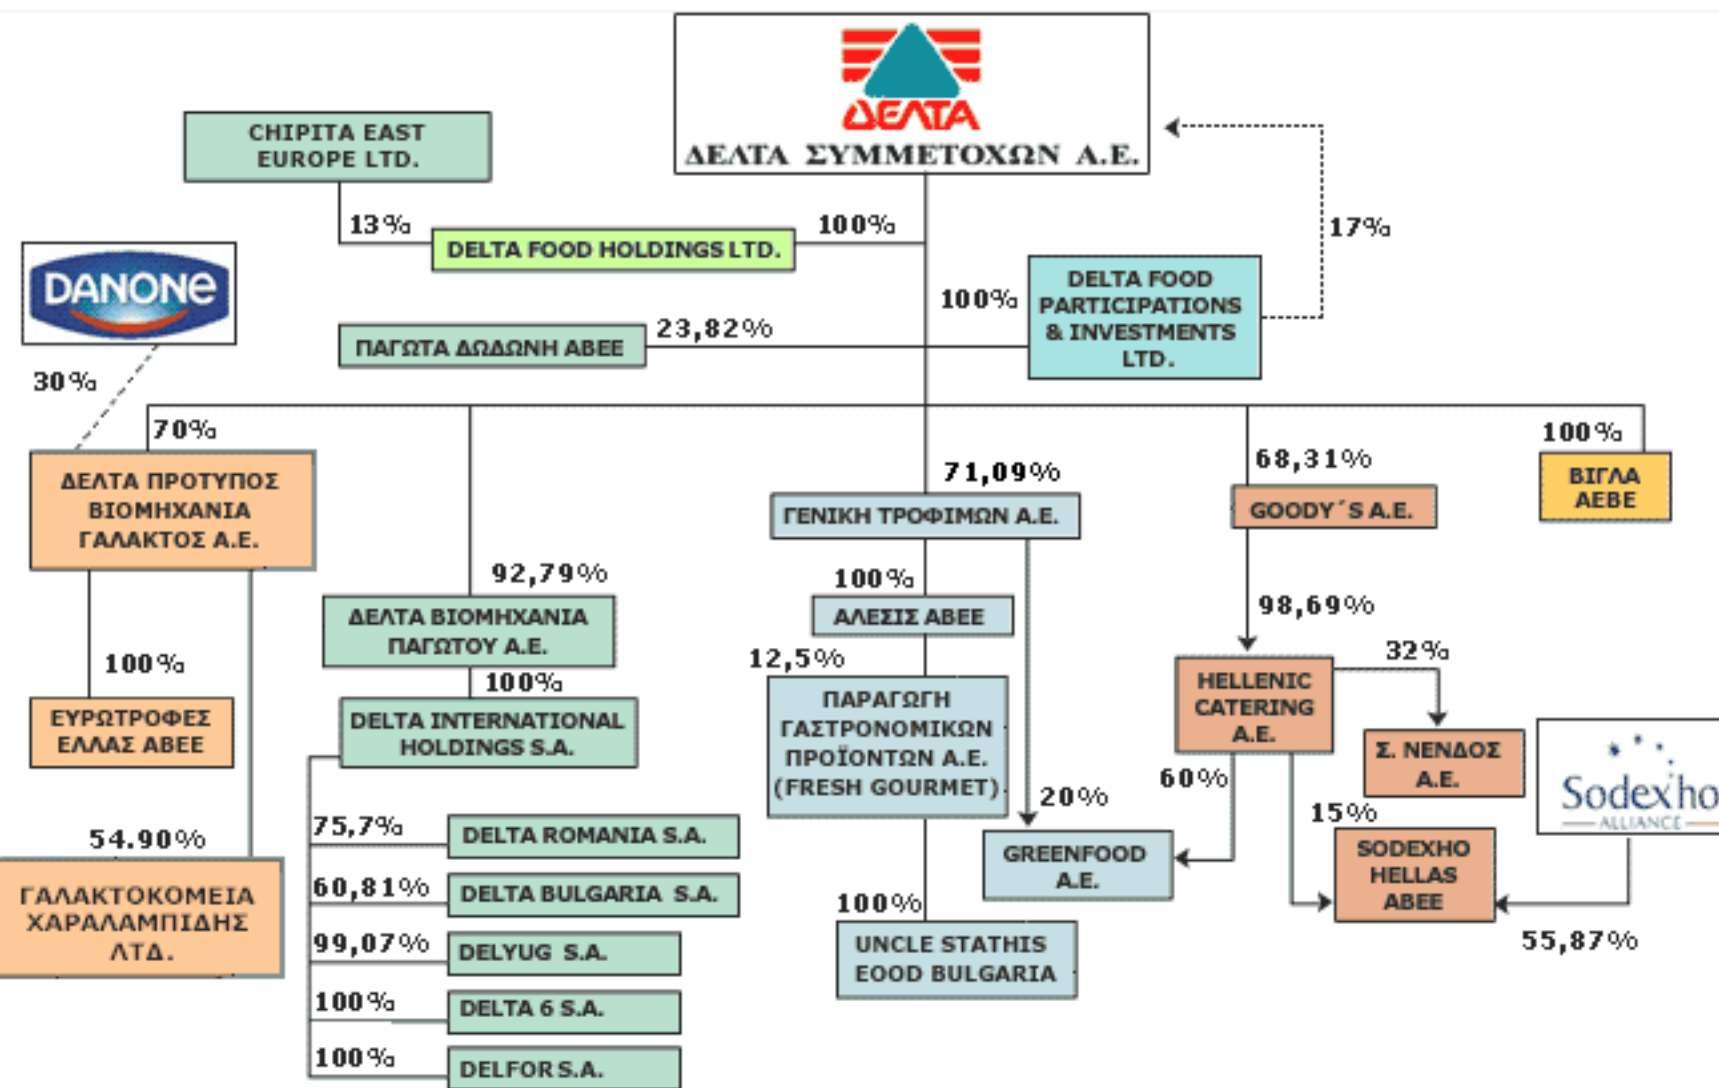 ΔΕΛΤΑ
ΔΕΛΤΑ ΣΥΜΜΕΤΟΧΩΝ Α.Ε.
CHIPITA EAST
EUROPE LTD.
13%
100%
DELTA FOOD HOLDINGS LTD.
17%
DANONE
100%
DELTA FOOD
PARTICIPATIONS
& INVESTMENTS
LTD.
23,82%
ΠΑΓΩΤΑ ΔΩΔΩΝΗ ΑΒΕΕ
30%
70%
ΔΕΛΤΑ ΠΡΟΤΥΠΟΣ
ΒΙΟΜΗΧΑΝΙΑ
ΓΑΛΑΚΤΟΣ Α.Ε.
71,09%
ΓΕΝΙΚΗ ΤΡΟΦΙΜΩΝ Α.Ε.
68,31%
GOODY´S A.E.
100%
ΒΙΓΛΑ
ΑΕΒΕ
92,79%
ΔΕΛΤΑ ΒΙΟΜΗΧΑΝΙΑ
ΠΑΓΩΤΟΥ Α.Ε.
100%
ΑΛΕΣΙΣ ΑΒΕΕ
98,69%
100%
ΕΥΡΩΤΡΟΦΕΣ
ΕΛΛΑΣ ΑΒΕΕ
100%
DELTA INTERNATIONAL
HOLDINGS S.A.
12,5%
ΠΑΡΑΓΩΓΗ
ΓΑΣΤΡΟΝΟΜΙΚΩΝ
ΠΡΟΪΟΝΤΩΝ Α.Ε.
(FRESH GOURMET)
HELLENIC
CATERING
A.E.
32%
Σ. ΝΕΝΔΟΣ
Α.Ε.
Sodexho
ALLIANCE
54.90%
ΓΑΛΑΚΤΟΚΟΜΕΙΑ
ΧΑΡΑΛΑΜΠΙΔΗΣ
ΛΤΔ.
75,7%
DELTA ROMANIA S.A.
60,81%
DELTA BULGARIA S.A.
99,07%
DELYUG S.A.
100%
DELTA 6 S.A.
100%
DELFOR S.A.
20%
60%
GREENFOOD
A.E.
15%
SODEXHO
HELLAS
ABEE
55,87%
100%
UNCLE STATHIS
EOOD BULGARIA